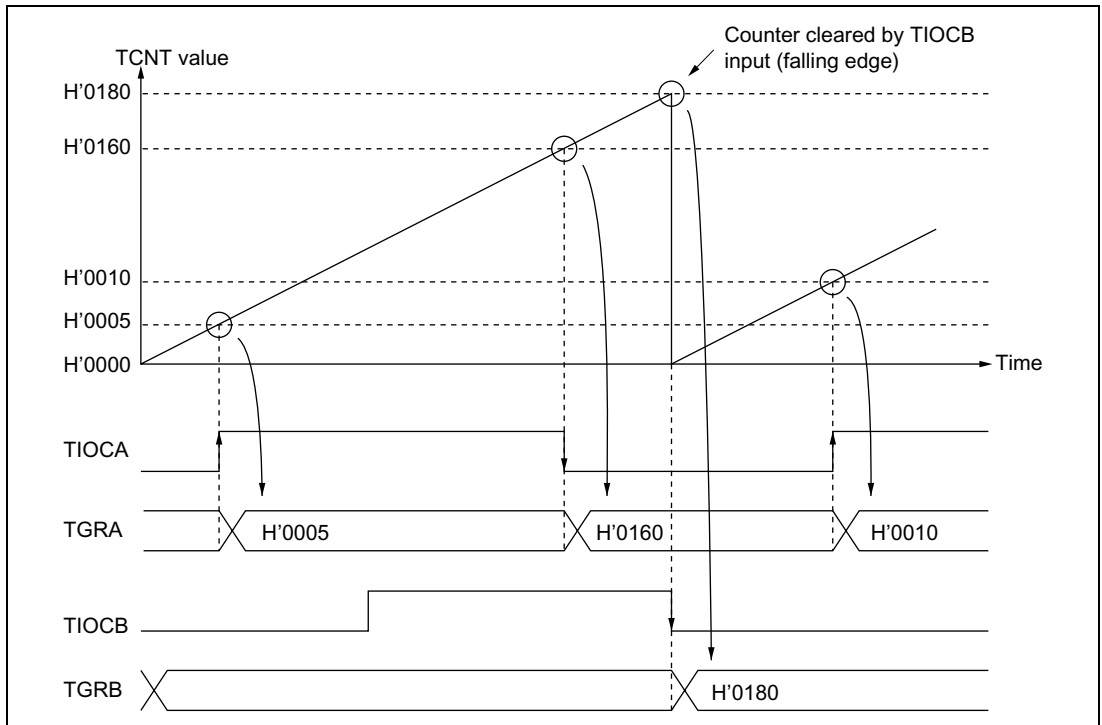 Counter cleared by TIOCB
input (falling edge)
TCNT value
H'0180
H'0160
H'0010
H'0005
H'0000
Time
TIOCA
TGRA
H'0005
H'0160
H'0010
TIOCB
TGRB
H'0180